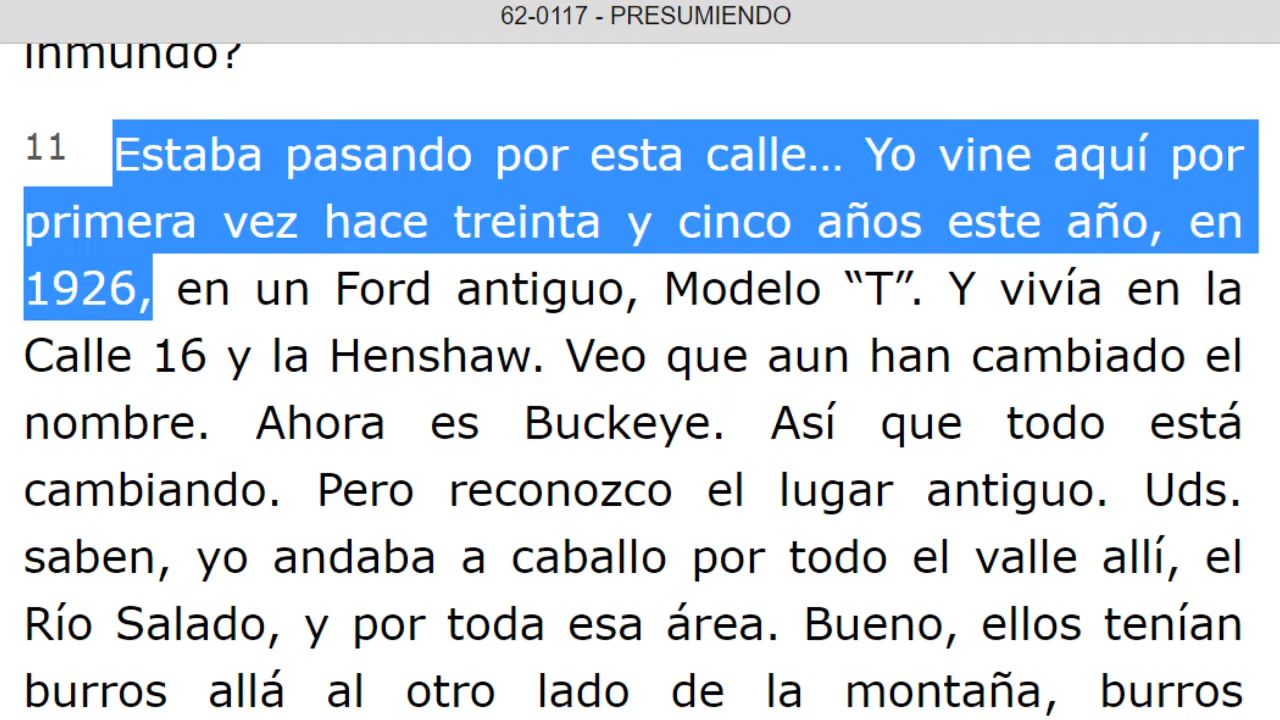 62-0117 - PRESUMIENDO
inmundo?
11 Estaba pasando por esta calle... Yo vine aquí por
primera vez hace treinta y cinco años este año, en
1926, en un Ford antiguo, Modelo “T”. Y vivía en la
Calle 16 y la Henshaw. Veo que aun han cambiado el
nombre. Ahora es Buckeye. Así que todo está
cambiando. Pero reconozco el lugar antiguo. Uds.
saben, yo andaba a caballo por todo el valle allí, el
Río Salado, y por toda esa área. Bueno, ellos tenían
burros allá al otro lado de la montaña, burros